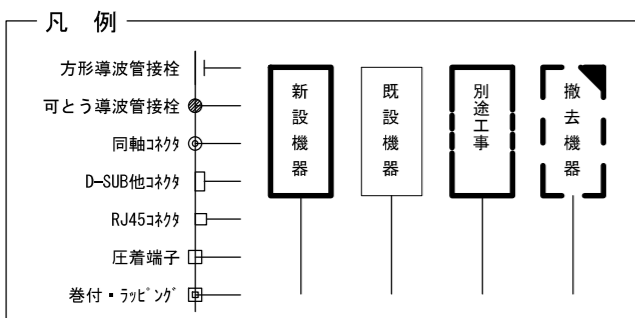 凡 例
方形導波管接栓
可とう導波管接栓
同軸ｺﾈｸﾀ
D-SUB他ｺﾈｸﾀ
RJ45ｺﾈｸﾀ
圧着端子
巻付・ﾗｯﾋﾟﾝｸﾞ
新設機器
既設機器
別途工事
撤去機器